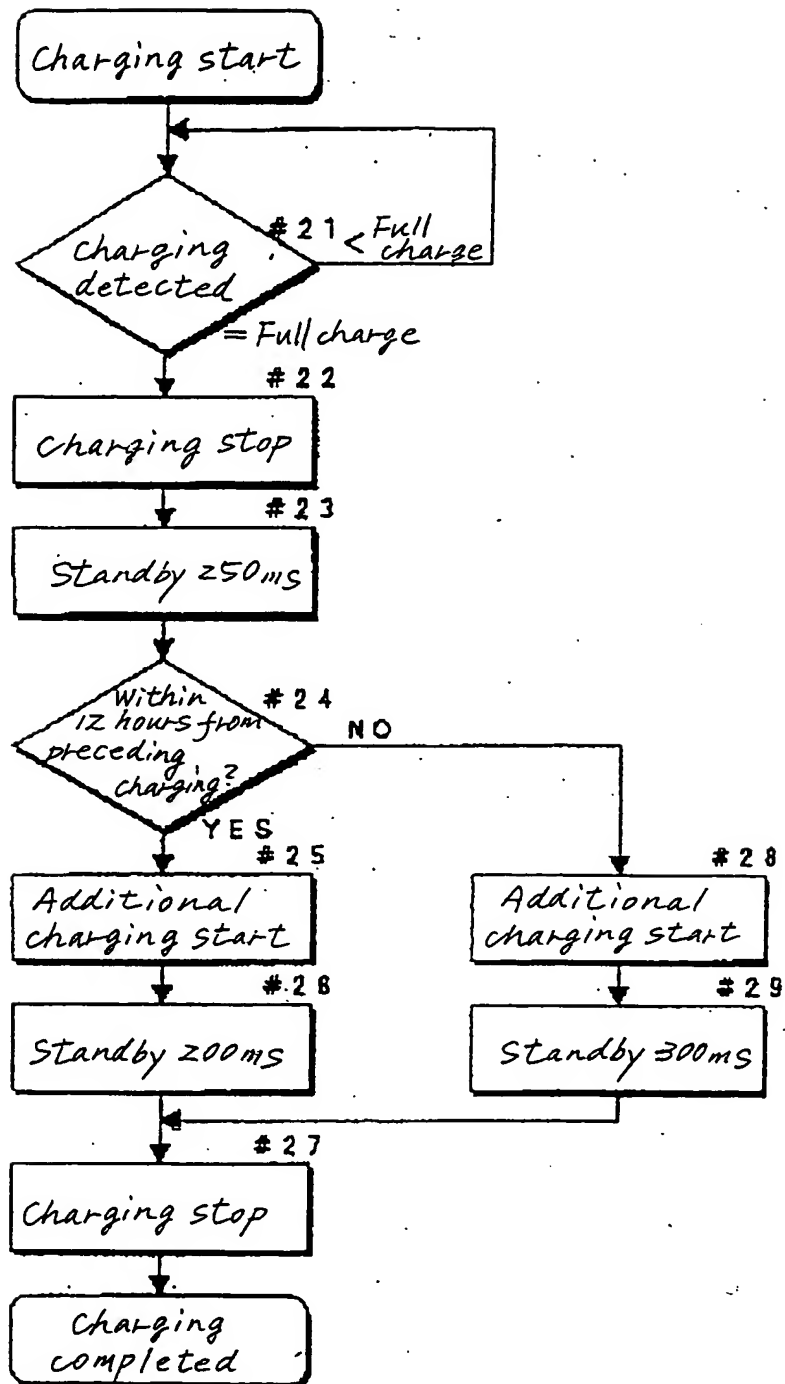 Charging start
#21
< Full
charge
Charging
detected
= Full charge
#22
Charging stop
#23
Standby 250ms
#24
Within
12 hours from
preceding
charging?
NO
YES
#25
Additional
charging start
#28
Additional
charging start
#26
Standby 200ms
#29
Standby 300ms
#27
Charging stop
Charging
completed